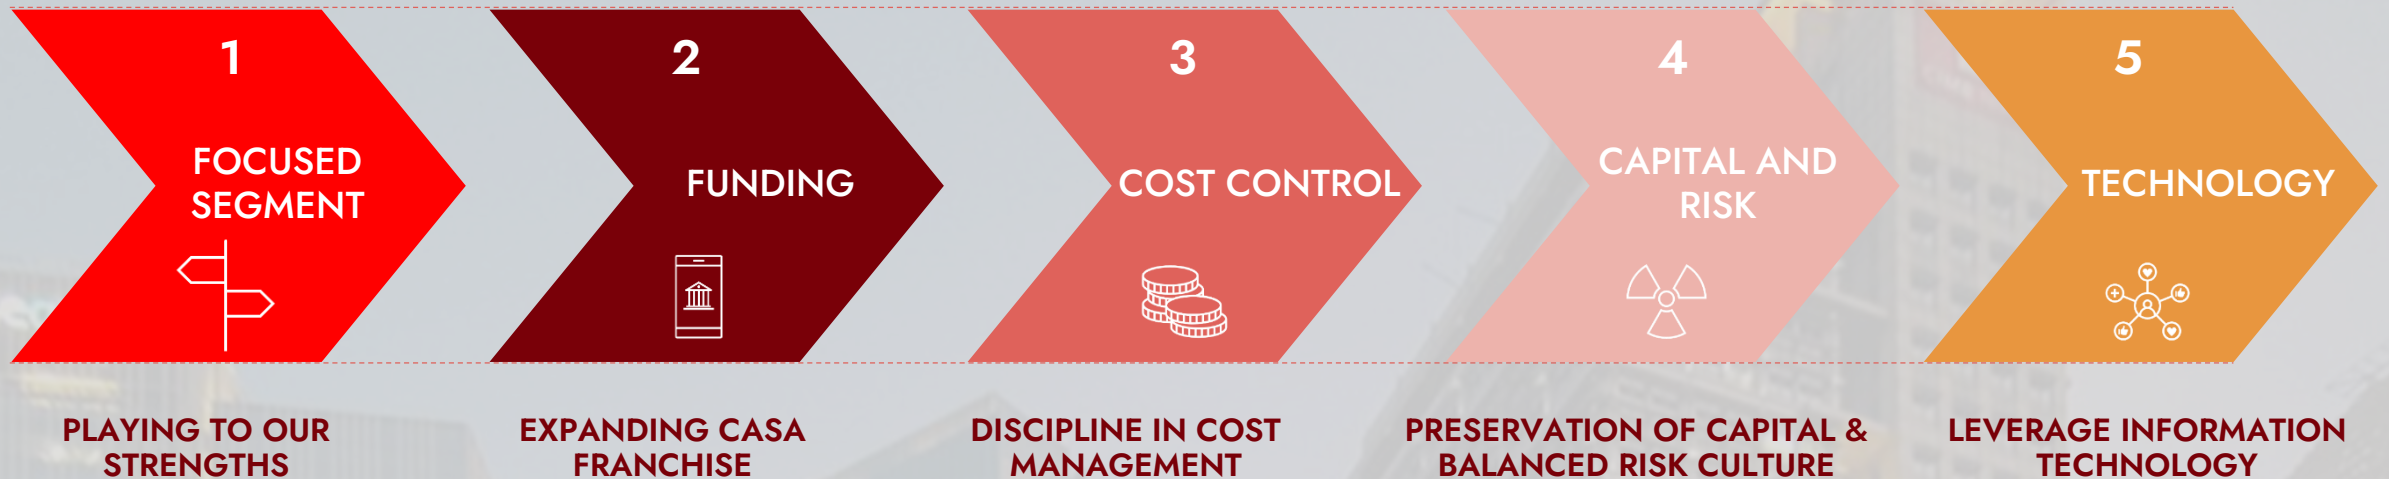 1
FOCUSED
SEGMENT
PLAYING TO OUR
STRENGTHS
2
FUNDING
EXPANDING CASA
FRANCHISE
3
COST CONTROL
DISCIPLINE IN COST
MANAGEMENT
4
CAPITAL AND
RISK
PRESERVATION OF CAPITAL &
BALANCED RISK CULTURE
5
TECHNOLOGY
LEVERAGE INFORMATION
TECHNOLOGY